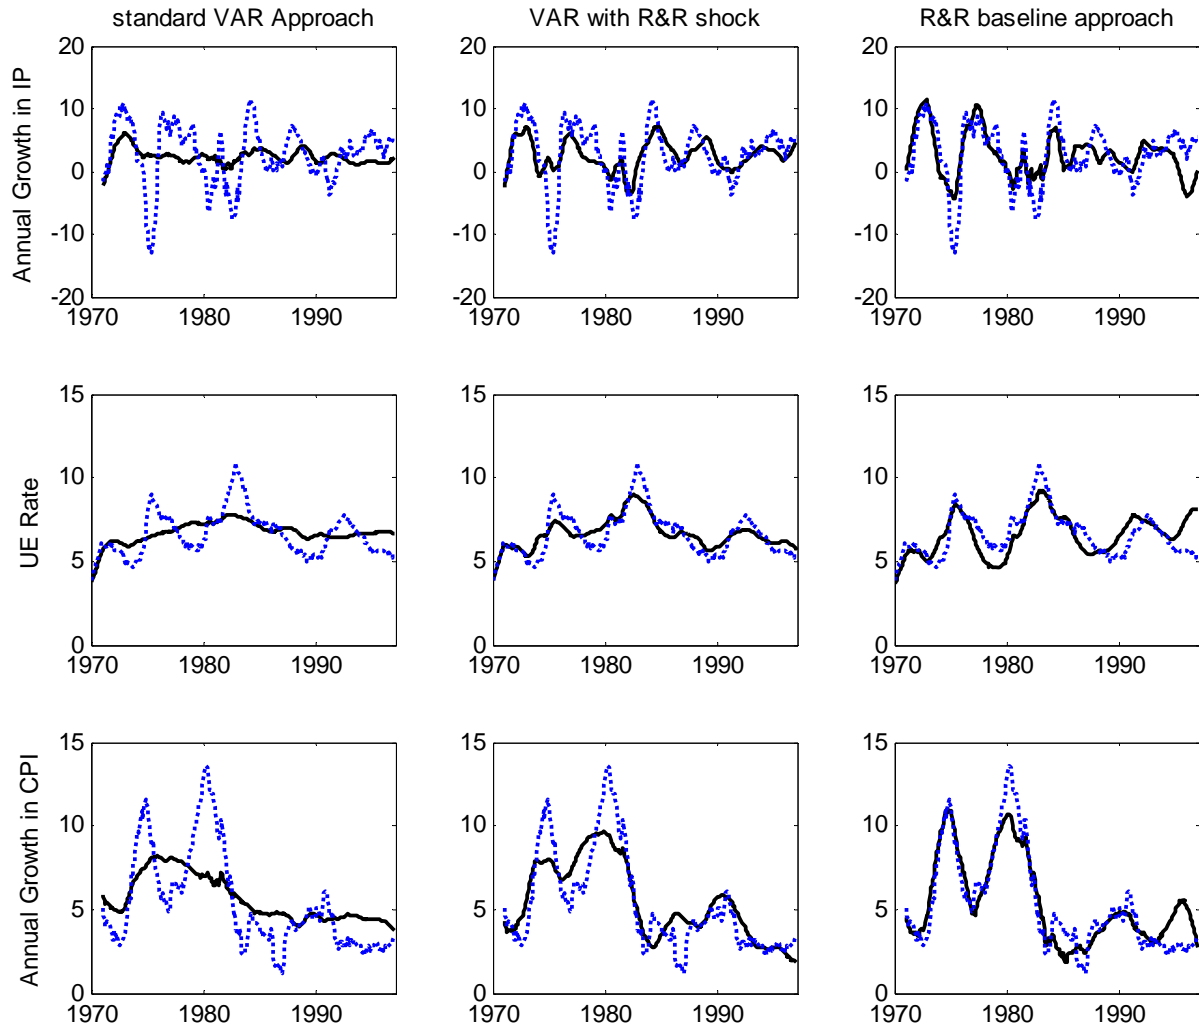 standard VAR Approach VAR with R&R shock R&R baseline approach
Annual Growth in IP
20 20 20
10 10 10
0 0 0
-10 -10 -10
-20 -20 -20
1970 1980 1990 1970 1980 1990 1970 1980 1990
UE Rate
15 15 15
10 10 10
5 5 5
0 0 0
1970 1980 1990 1970 1980 1990 1970 1980 1990
Annual Growth in CPI
15 15 15
10 10 10
5 5 5
0 0 0
1970 1980 1990 1970 1980 1990 1970 1980 1990